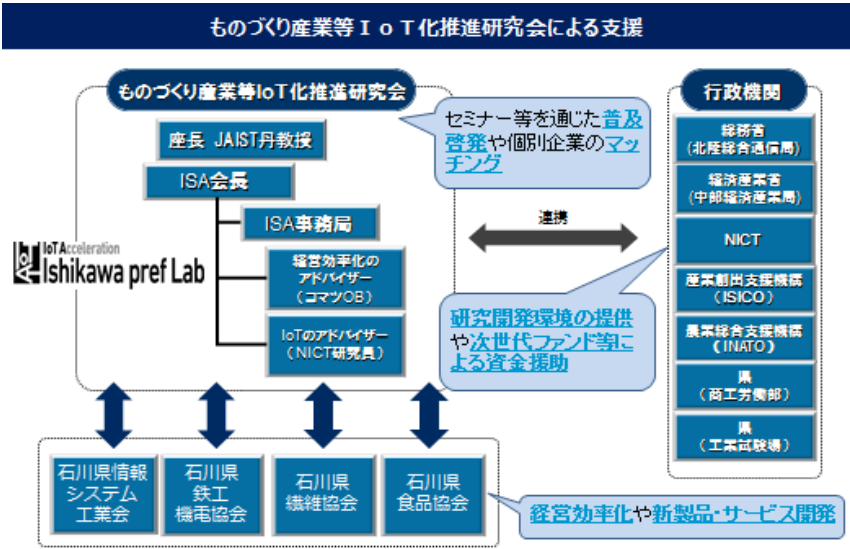 ものづくり産業等ＩｏＴ化推進研究会による支援
ものづくり産業等IoT化推進研究会
座長 JAIST丹教授
ISA会長
ISA事務局
経営効率化の
アドバイザー
（コマツOB）
IoTのアドバイザー
（NICT研究員）
IoT Acceleration
Ishikawa pref Lab
セミナー等を通じた普及
啓発や個別企業のマッ
チング
連携
研究開発環境の提供
や次世代ファンド等に
よる資金援助
行政機関
総務省
（北陸総合通信局）
経済産業省
（中部経済産業局）
NICT
産業創出支援機構
（ISICO）
農業総合支援機構
（INATO）
県
（商工労働部）
県
（工業試験場）
石川県情報
システム
工業会
石川県
鉄工
機電協会
石川県
繊維協会
石川県
食品協会
経営効率化や新製品・サービス開発